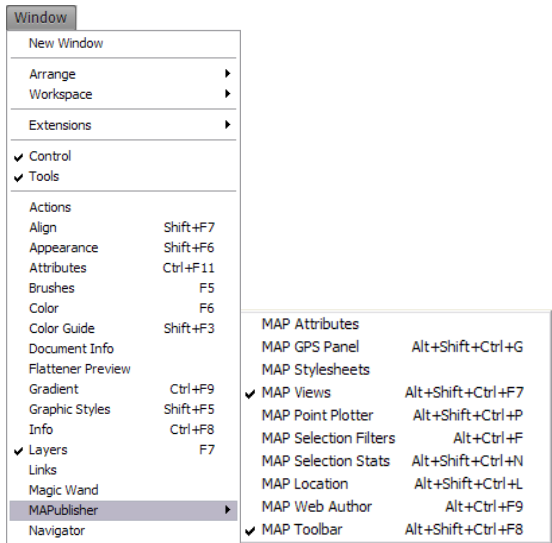 Window
New Window
Arrange
Workspace
Extensions
Control
Tools
Actions
Align Shift+F7
Appearance Shift+F6
Attributes Ctrl+F11
Brushes F5
Color F6
Color Guide Shift+F3
Document Info
Flattener Preview
Gradient Ctrl+F9
Graphic Styles Shift+F5
Info Ctrl+F8
Layers F7
Links
Magic Wand
MAPublisher
Navigator
MAP Attributes
MAP GPS Panel Alt+Shift+Ctrl+G
MAP Stylesheets
MAP Views Alt+Shift+Ctrl+F7
MAP Point Plotter Alt+Shift+Ctrl+P
MAP Selection Filters Alt+Ctrl+F
MAP Selection Stats Alt+Shift+Ctrl+N
MAP Location Alt+Shift+Ctrl+L
MAP Web Author Alt+Ctrl+F9
MAP Toolbar Alt+Shift+Ctrl+F8